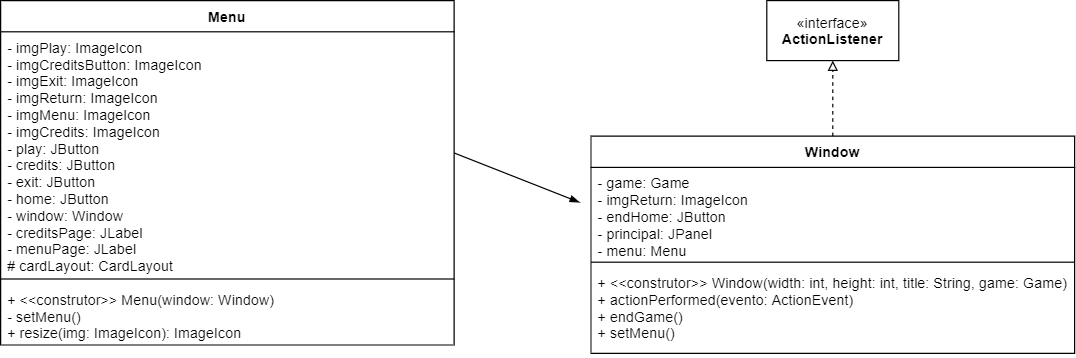 Menu
- imgPlay: ImageIcon
- imgCreditsButton: ImageIcon
- imgExit: ImageIcon
- imgReturn: ImageIcon
- imgMenu: ImageIcon
- imgCredits: ImageIcon
- play: JButton
- credits: JButton
- exit: JButton
- home: JButton
- window: Window
- creditsPage: JLabel
- menuPage: JLabel
# cardLayout: CardLayout
+ <<construtor>> Menu(window: Window)
- setMenu()
+ resize(img: ImageIcon): ImageIcon
«interface»
ActionListener
Window
- game: Game
- imgReturn: ImageIcon
- endHome: JButton
- principal: JPanel
- menu: Menu
+ <<construtor>> Window(width: int, height: int, title: String, game: Game)
+ actionPerformed(evento: ActionEvent)
+ endGame()
+ setMenu()